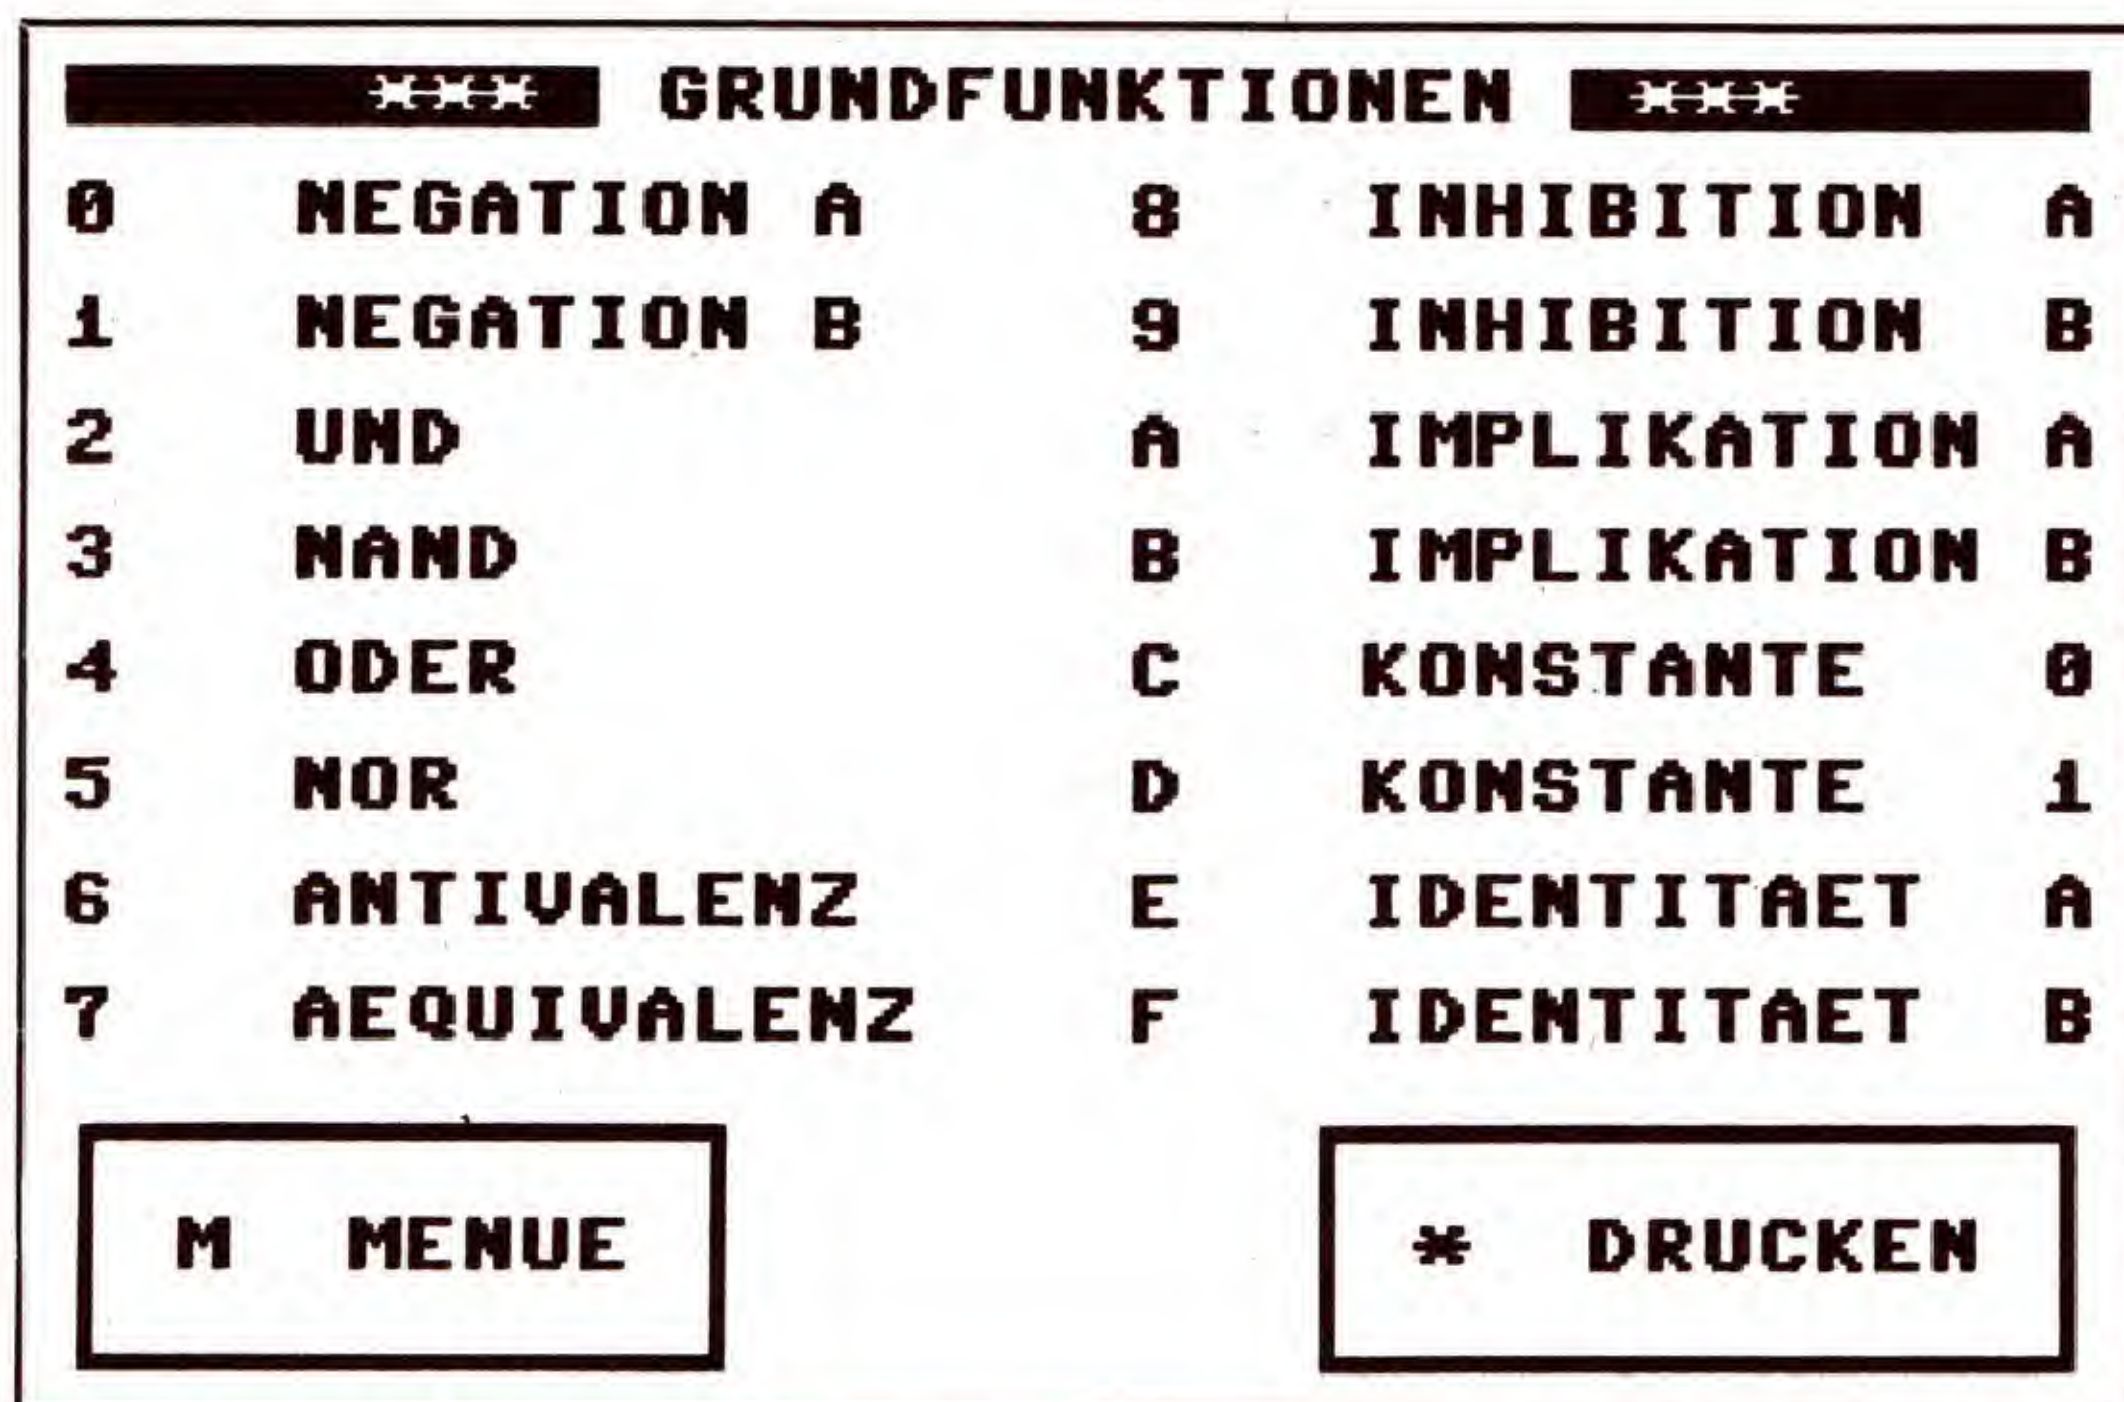 *** GRUNDFUNKTIONEN ***
0 NEGATION A 8 INHIBITION A
1 NEGATION B 9 INHIBITION B
2 UND A IMPLIKATION A
3 NAND B IMPLIKATION B
4 ODER C KONSTANTE 0
5 NOR D KONSTANTE 1
6 ANTIVALENZ E IDENTITAET A
7 AEQUIVALENZ F IDENTITAET B
M MENUE * DRUCKEN